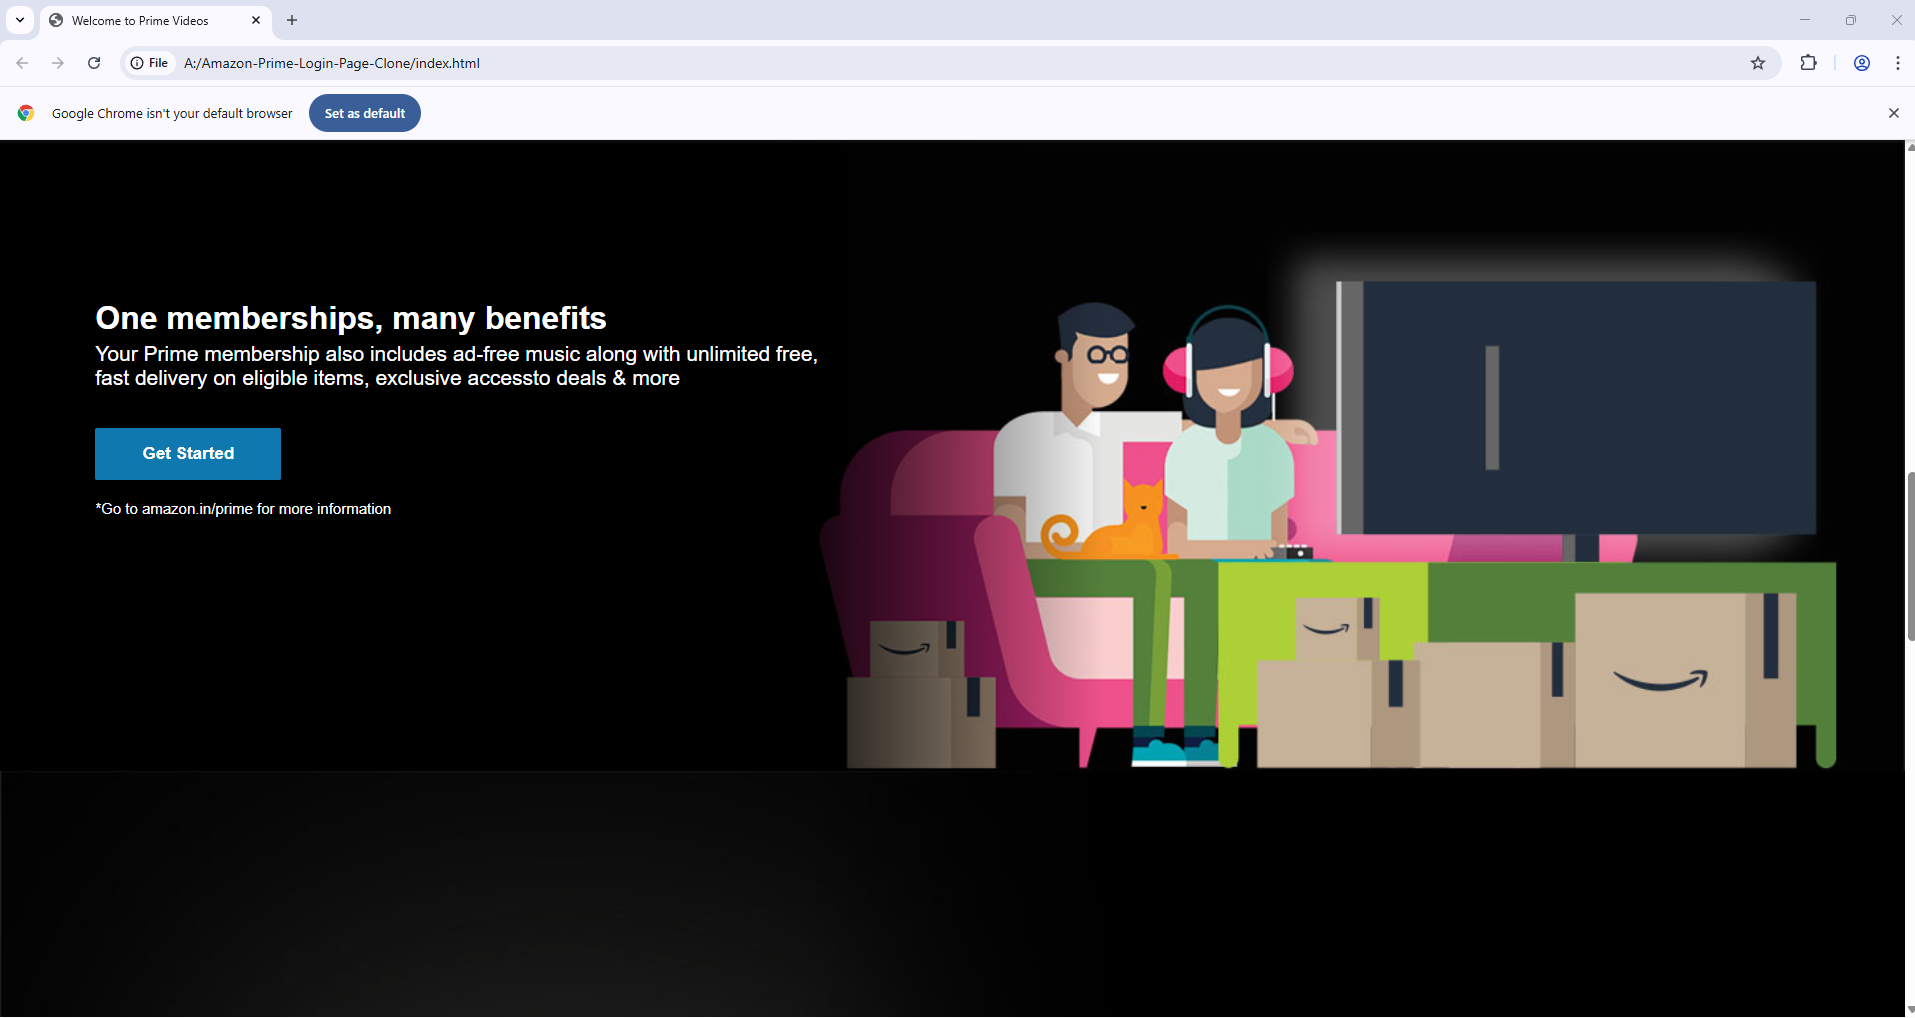 Welcome to Prime Videos
File
A:/Amazon-Prime-Login-Page-Clone/index.html
Google Chrome isn't your default browser
Set as default
One memberships, many benefits
Your Prime membership also includes ad-free music along with unlimited free,
fast delivery on eligible items, exclusive accessto deals & more
Get Started
*Go to amazon.in/prime for more information